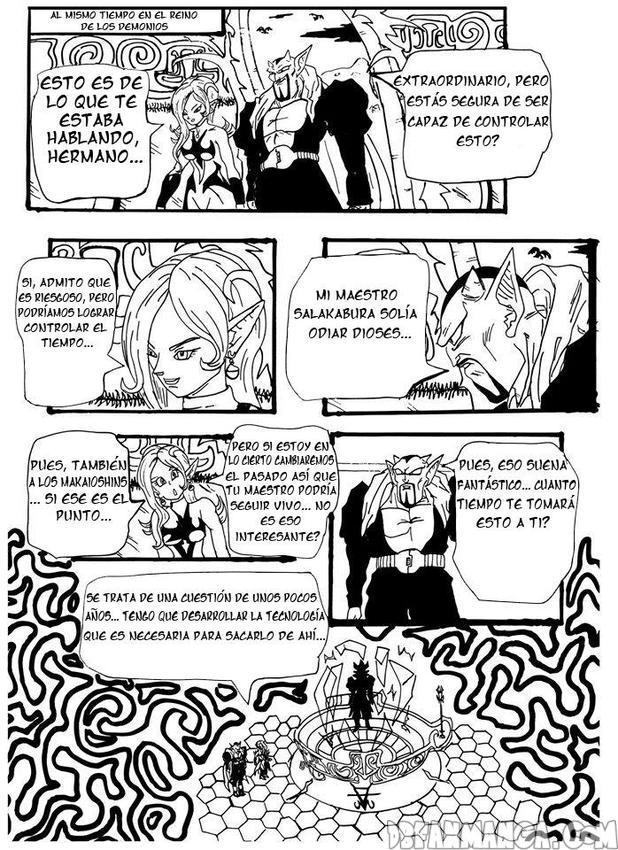 AL MISMO TIEMPO EN EL REINO
DE LOS DEMONIOS
ESTO ES DE
LO QUE TE
ESTABA
HABLANDO,
HERMANO...
EXTRAORDINARIO, PERO
ESTÁS SEGURA DE SER
CAPAZ DE CONTROLAR
ESTO?
SI, ADMITO QUE
ES RIESGOSO, PERO
PODRÍAMOS LOGRAR
CONTROLAR EL
TIEMPO...
MI MAESTRO
SALAKABURA SOLÍA
ODIAR DIOSES...
PUES, TAMBIÉN
A LOS MAKAIOSHINS
... SI ESE ES EL
PUNTO...
PERO SI ESTOY EN
LO CIERTO CAMBIAREMOS
EL PASADO ASÍ QUE
TU MAESTRO PODRÍA
SEGUIR VIVO... NO
ES ESO
INTERESANTE?
PUES, ESO SUENA
FANTÁSTICO... CUANTO
TIEMPO TE TOMARÁ
ESTO A TI?
SE TRATA DE UNA CUESTIÓN DE UNOS POCOS
AÑOS... TENGO QUE DESARROLLAR LA TECNOLOGÍA
QUE ES NECESARIA PARA SACARLO DE AHÍ...
DBFANMANGA.COM